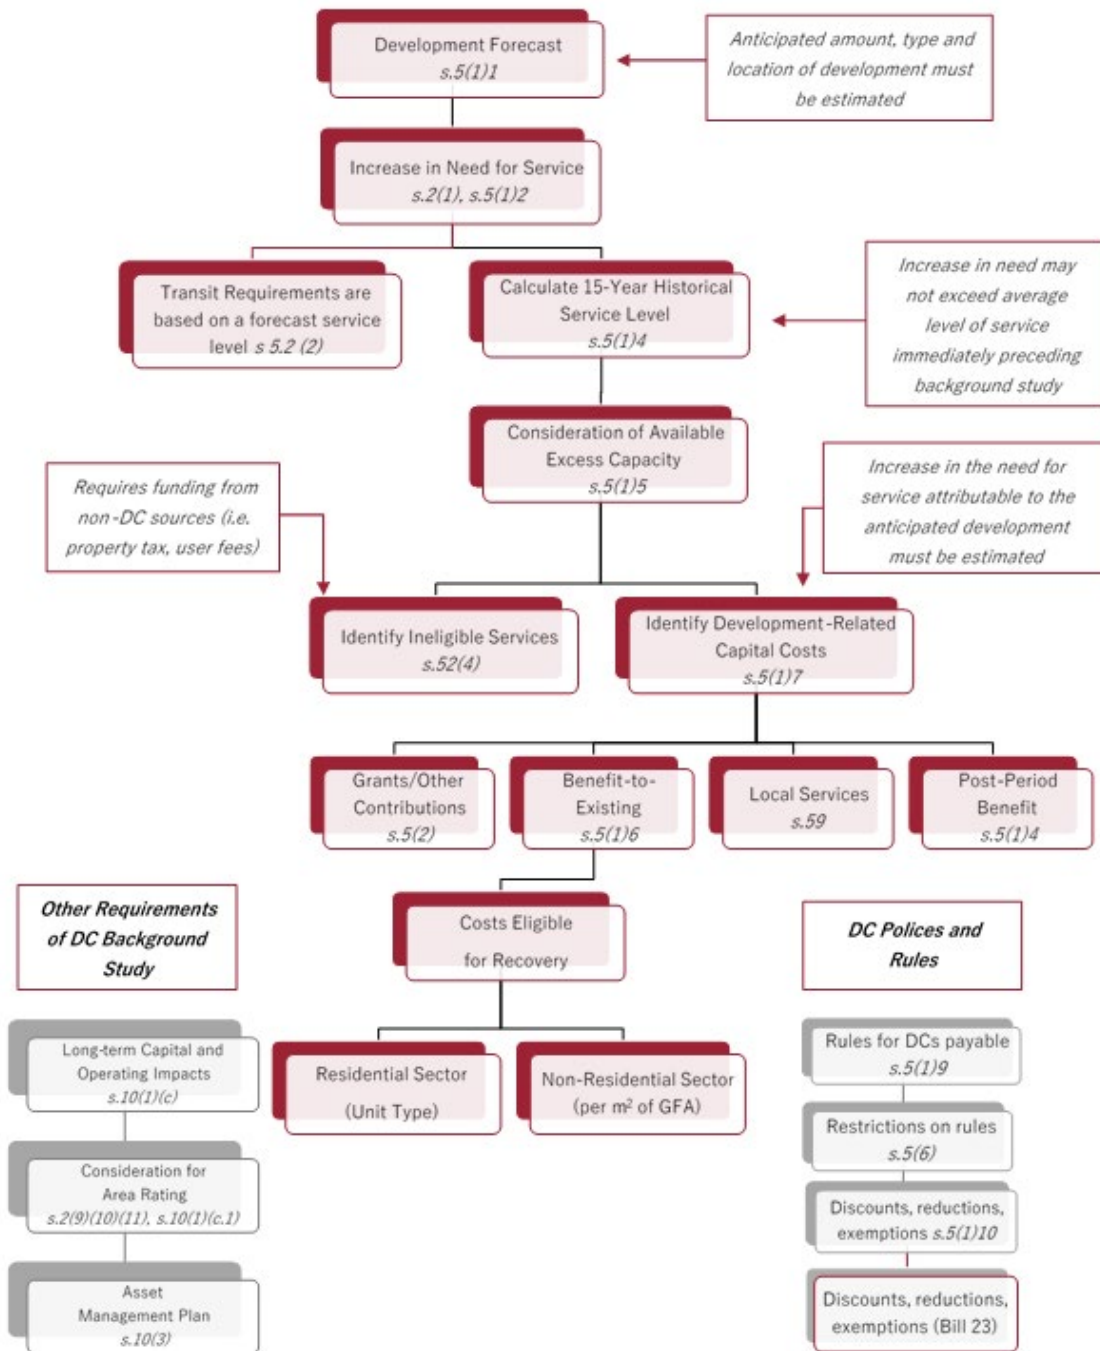 Development Forecast
s.5(1)1
Anticipated amount, type and
location of development must
be estimated
Increase in Need for Service
s.2(1), s.5(1)2
Transit Requirements are
based on a forecast service
level s 5.2 (2)
Calculate 15-Year Historical
Service Level
s.5(1)4
Increase in need may
not exceed average
level of service
immediately preceding
background study
Consideration of Available
Excess Capacity
s.5(1)5
Requires funding from
non-DC sources (i.e.
property tax, user fees)
Increase in the need for
service attributable to the
anticipated development
must be estimated
Identify Ineligible Services
s.52(4)
Identify Development-Related
Capital Costs
s.5(1)7
Grants/Other
Contributions
s.5(2)
Benefit-to-
Existing
s.5(1)6
Local Services
s.59
Post-Period
Benefit
s.5(1)4
Costs Eligible
for Recovery
Residential Sector
(Unit Type)
Non-Residential Sector
(per m² of GFA)
Other Requirements
of DC Background
Study
Long-term Capital and
Operating Impacts
s.10(1)(c)
Consideration for
Area Rating
s.2(9)(10)(11), s.10(1)(c.1)
Asset
Management Plan
s.10(3)
DC Polices and
Rules
Rules for DCs payable
s.5(1)9
Restrictions on rules
s.5(6)
Discounts, reductions,
exemptions s.5(1)10
Discounts, reductions,
exemptions (Bill 23)